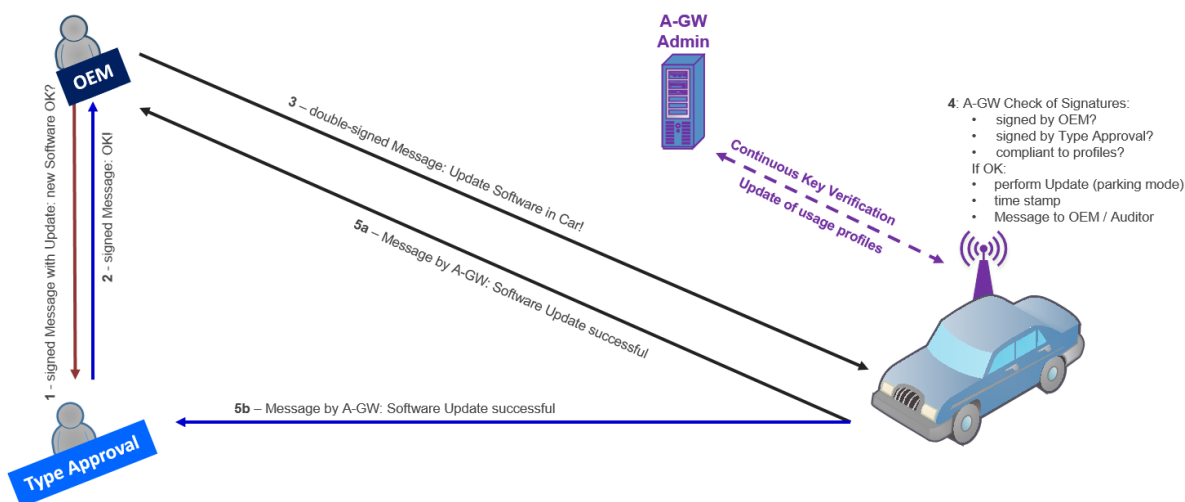 A-GW
Admin
OEM
1 - signed Message with Update: new Software OK?
2 - signed Message: OK!
3 – double-signed Message: Update Software in Car!
Continuous Key Verification
Update of usage profiles
4: A-GW Check of Signatures:
• signed by OEM?
• signed by Type Approval?
• compliant to profiles?
If OK:
• perform Update (parking mode)
• time stamp
• Message to OEM / Auditor
5a – Message by A-GW: Software Update successful
5b – Message by A-GW: Software Update successful
Type Approval